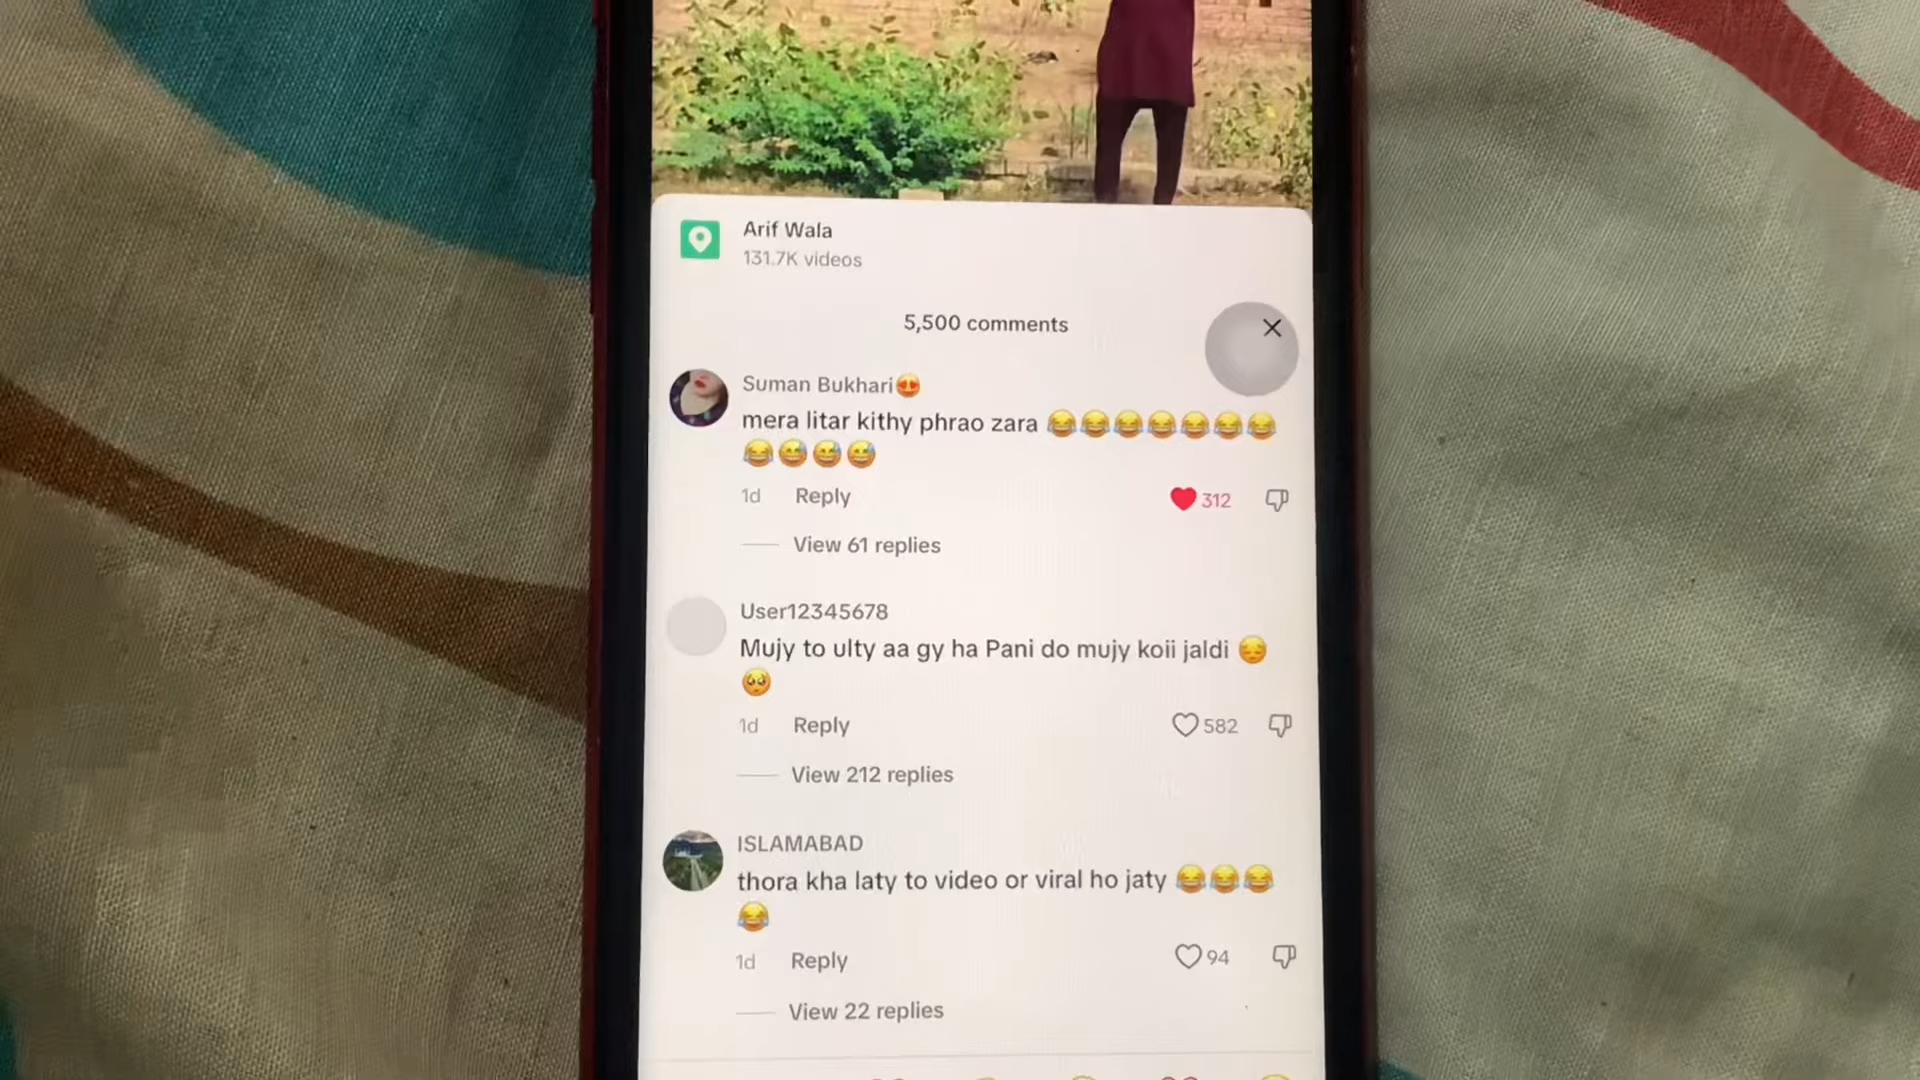 Arif Wala
131.7K videos
5,500 comments
Suman Bukhari😍
mera litar kithy phrao zara 😂😂😂😂😂😂😂
😂😅😅😅
1d Reply 312
View 61 replies
User12345678
Mujy to ulty aa gy ha Pani do mujy koii jaldi 😔
🥺
1d Reply 582
View 212 replies
ISLAMABAD
thora kha laty to video or viral ho jaty 😂😂😂
😂
1d Reply 94
View 22 replies